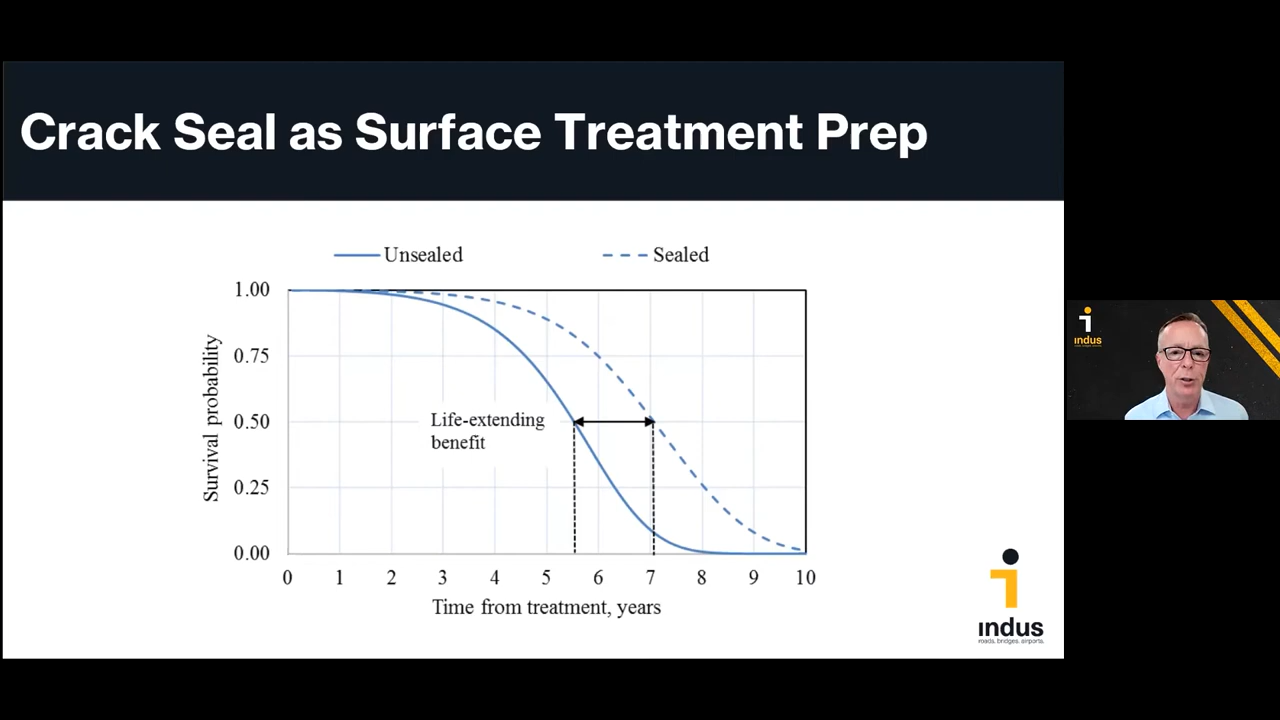 Crack Seal as Surface Treatment Prep
Unsealed
Sealed
Survival probability
1.00
0.75
0.50
0.25
0.00
Life-extending
benefit
0 1 2 3 4 5 6 7 8 9 10
Time from treatment, years
indus
roads. bridges. airports.
indus